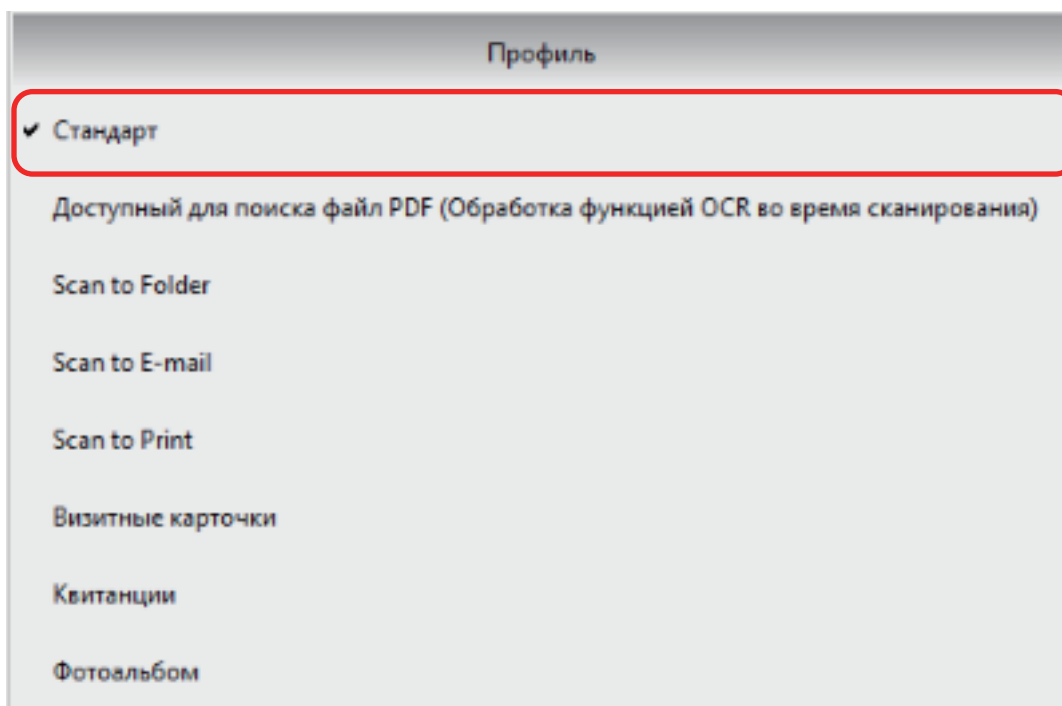 Профиль
Стандарт
Доступный для поиска файл PDF (Обработка функцией OCR во время сканирования)
Scan to Folder
Scan to E-mail
Scan to Print
Визитные карточки
Квитанции
Фотоальбом